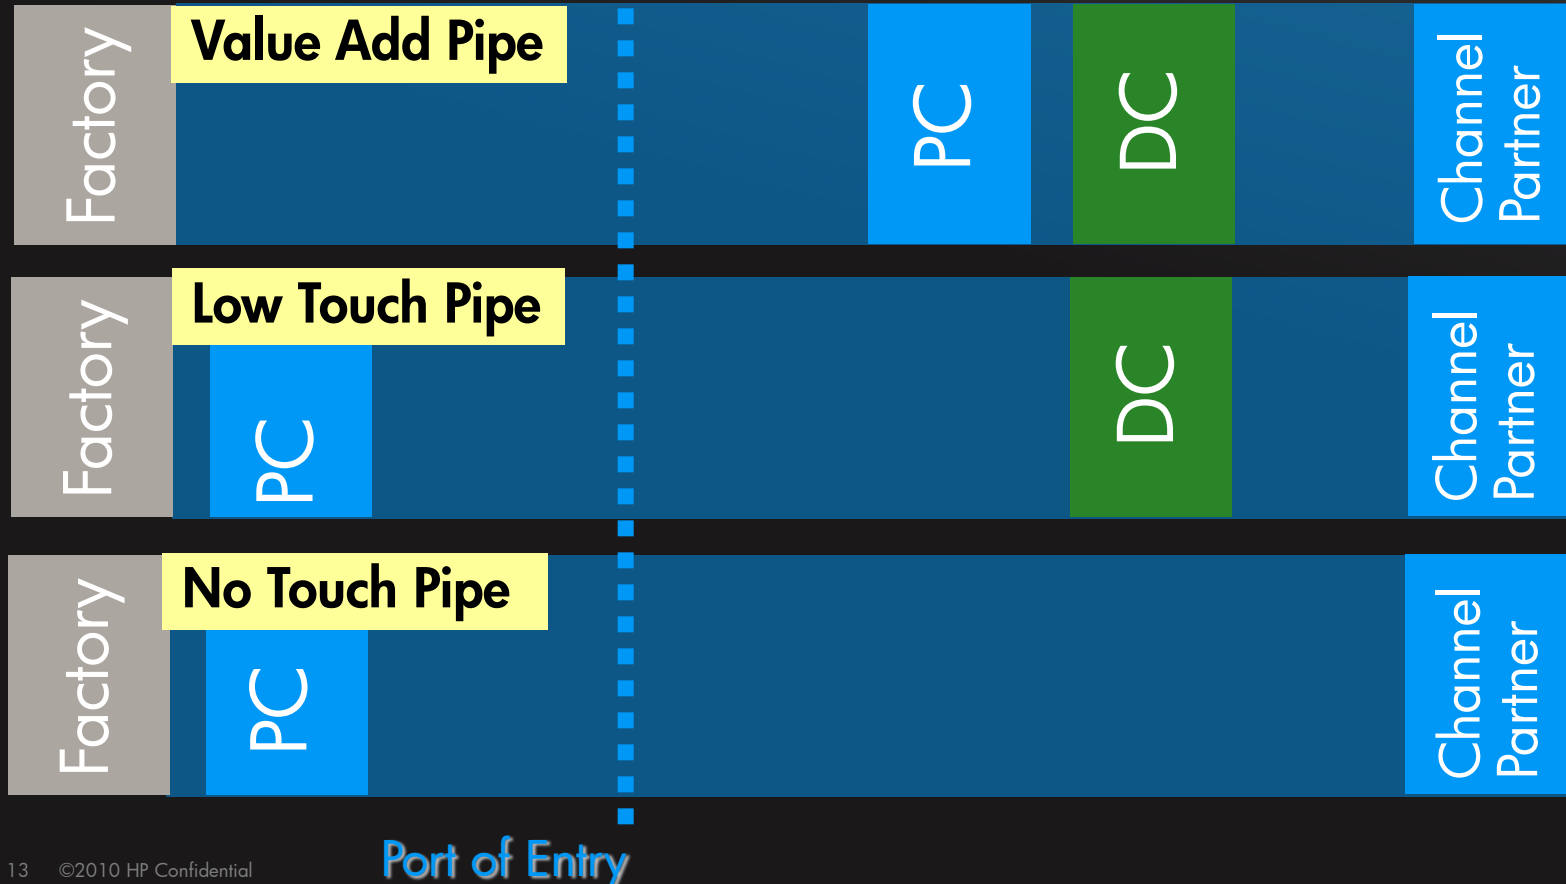 Factory
Value Add Pipe
PC
DC
Channel
Partner
Factory
Low Touch Pipe
PC
DC
Channel
Partner
Factory
No Touch Pipe
PC
Channel
Partner
Port of Entry
13 ©2010 HP Confidential